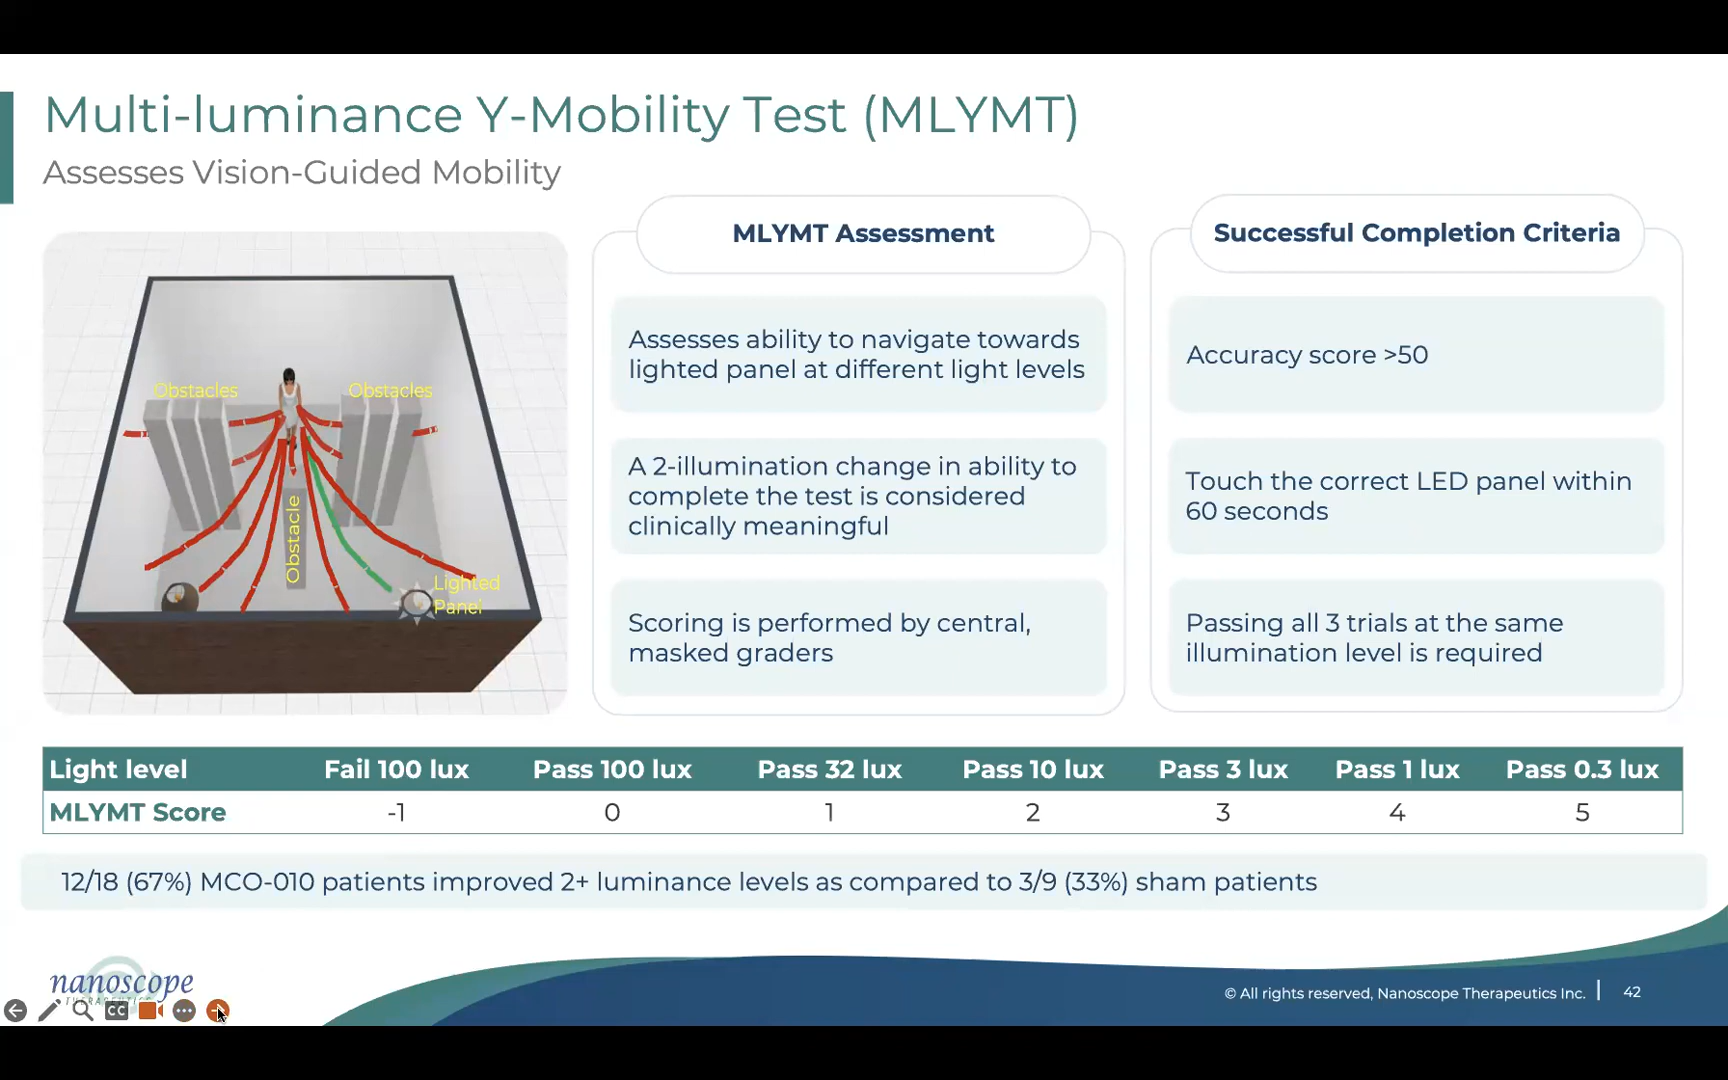 Multi-luminance Y-Mobility Test (MLYMT)
Assesses Vision-Guided Mobility
Obstacles
Obstacles
Obstacle
Lighted
Panel
MLYMT Assessment
Assesses ability to navigate towards
lighted panel at different light levels
A 2-illumination change in ability to
complete the test is considered
clinically meaningful
Scoring is performed by central,
masked graders
Successful Completion Criteria
Accuracy score >50
Touch the correct LED panel within
60 seconds
Passing all 3 trials at the same
illumination level is required
Light level Fail 100 lux Pass 100 lux Pass 32 lux Pass 10 lux Pass 3 lux Pass 1 lux Pass 0.3 lux
MLYMT Score -1 0 1 2 3 4 5
12/18 (67%) MCO-010 patients improved 2+ luminance levels as compared to 3/9 (33%) sham patients
nanoscope
THERAPEUTICS
CC
© All rights reserved, Nanoscope Therapeutics Inc. | 42